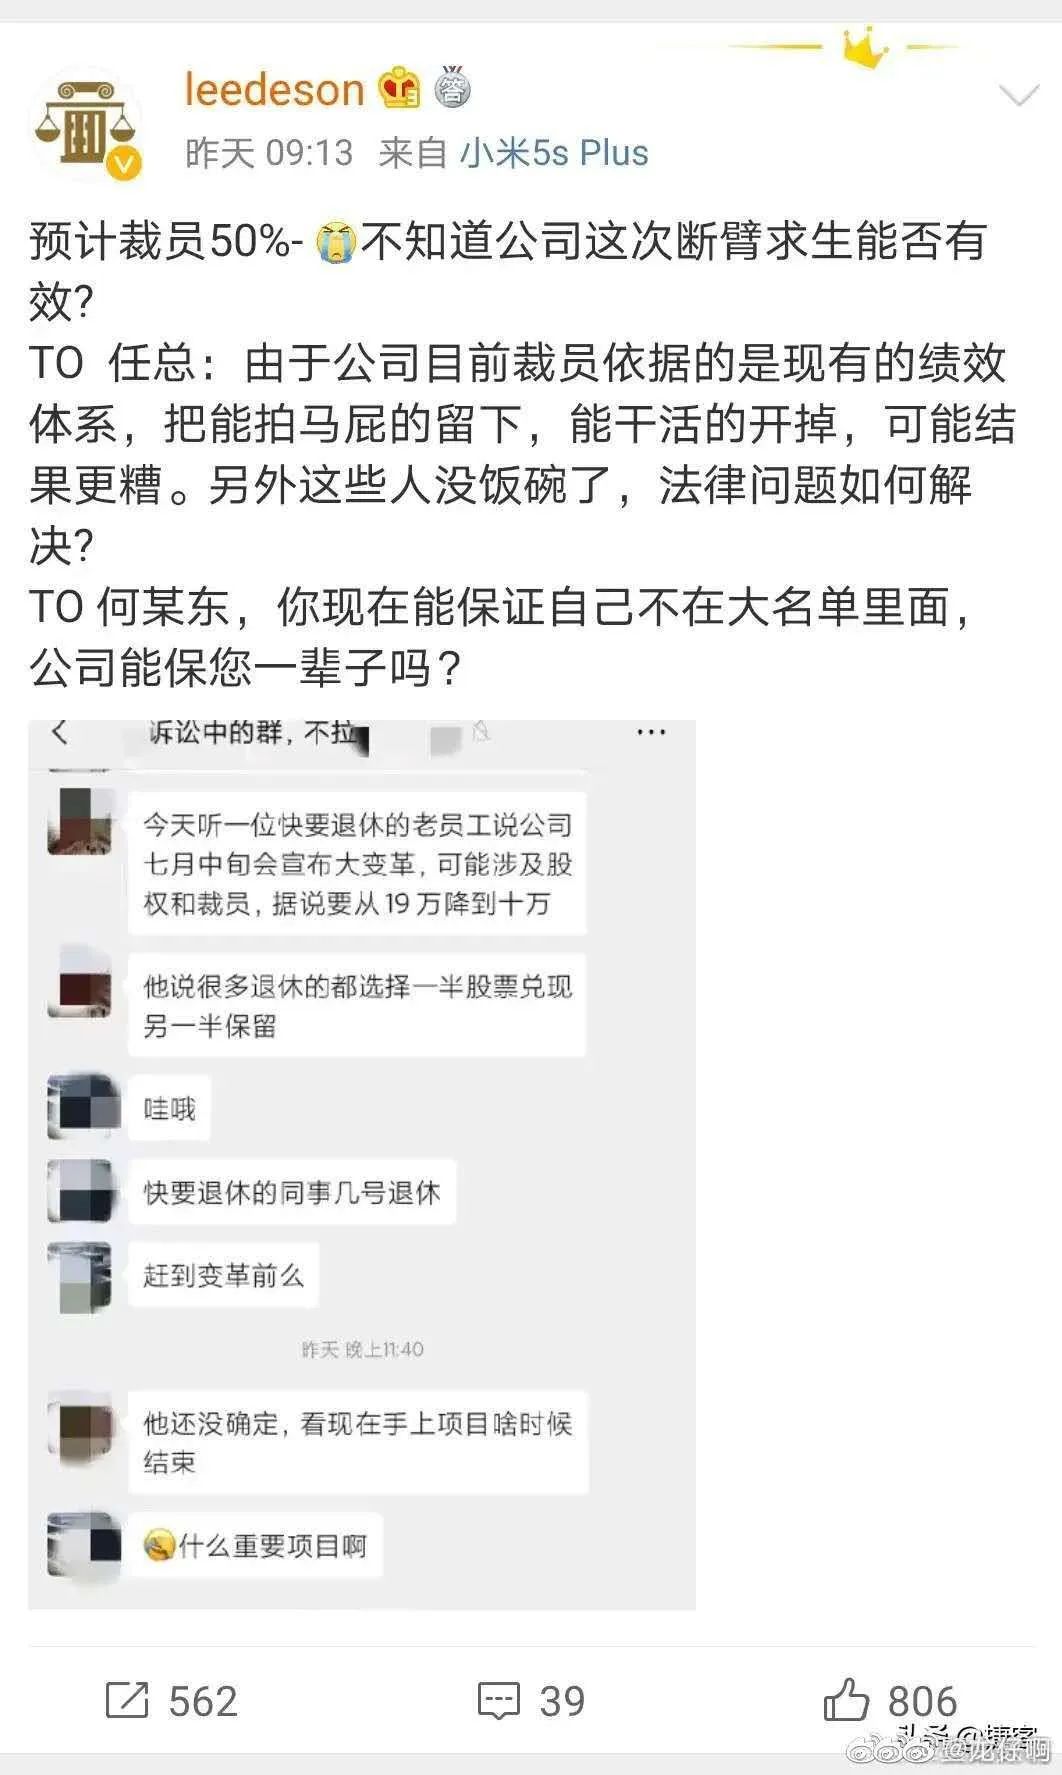 leedeson
昨天 09:13 来自 小米5s Plus
预计裁员50%- 不知道公司这次断臂求生能否有
效?
TO 任总：由于公司目前裁员依据的是现有的绩效
体系，把能拍马屁的留下，能干活的开掉，可能结
果更糟。另外这些人没饭碗了，法律问题如何解
决?
TO 何某东，你现在能保证自己不在大名单里面，
公司能保您一辈子吗？
诉讼中的群，不拉
今天听一位快要退休的老员工说公司
七月中旬会宣布大变革，可能涉及股
权和裁员，据说要从19万降到十万
他说很多退休的都选择一半股票兑现
另一半保留
哇哦
快要退休的同事几号退休
赶到变革前么
昨天 晚上11:40
他还没确定，看现在手上项目啥时候
结束
什么重要项目啊
562
39
806